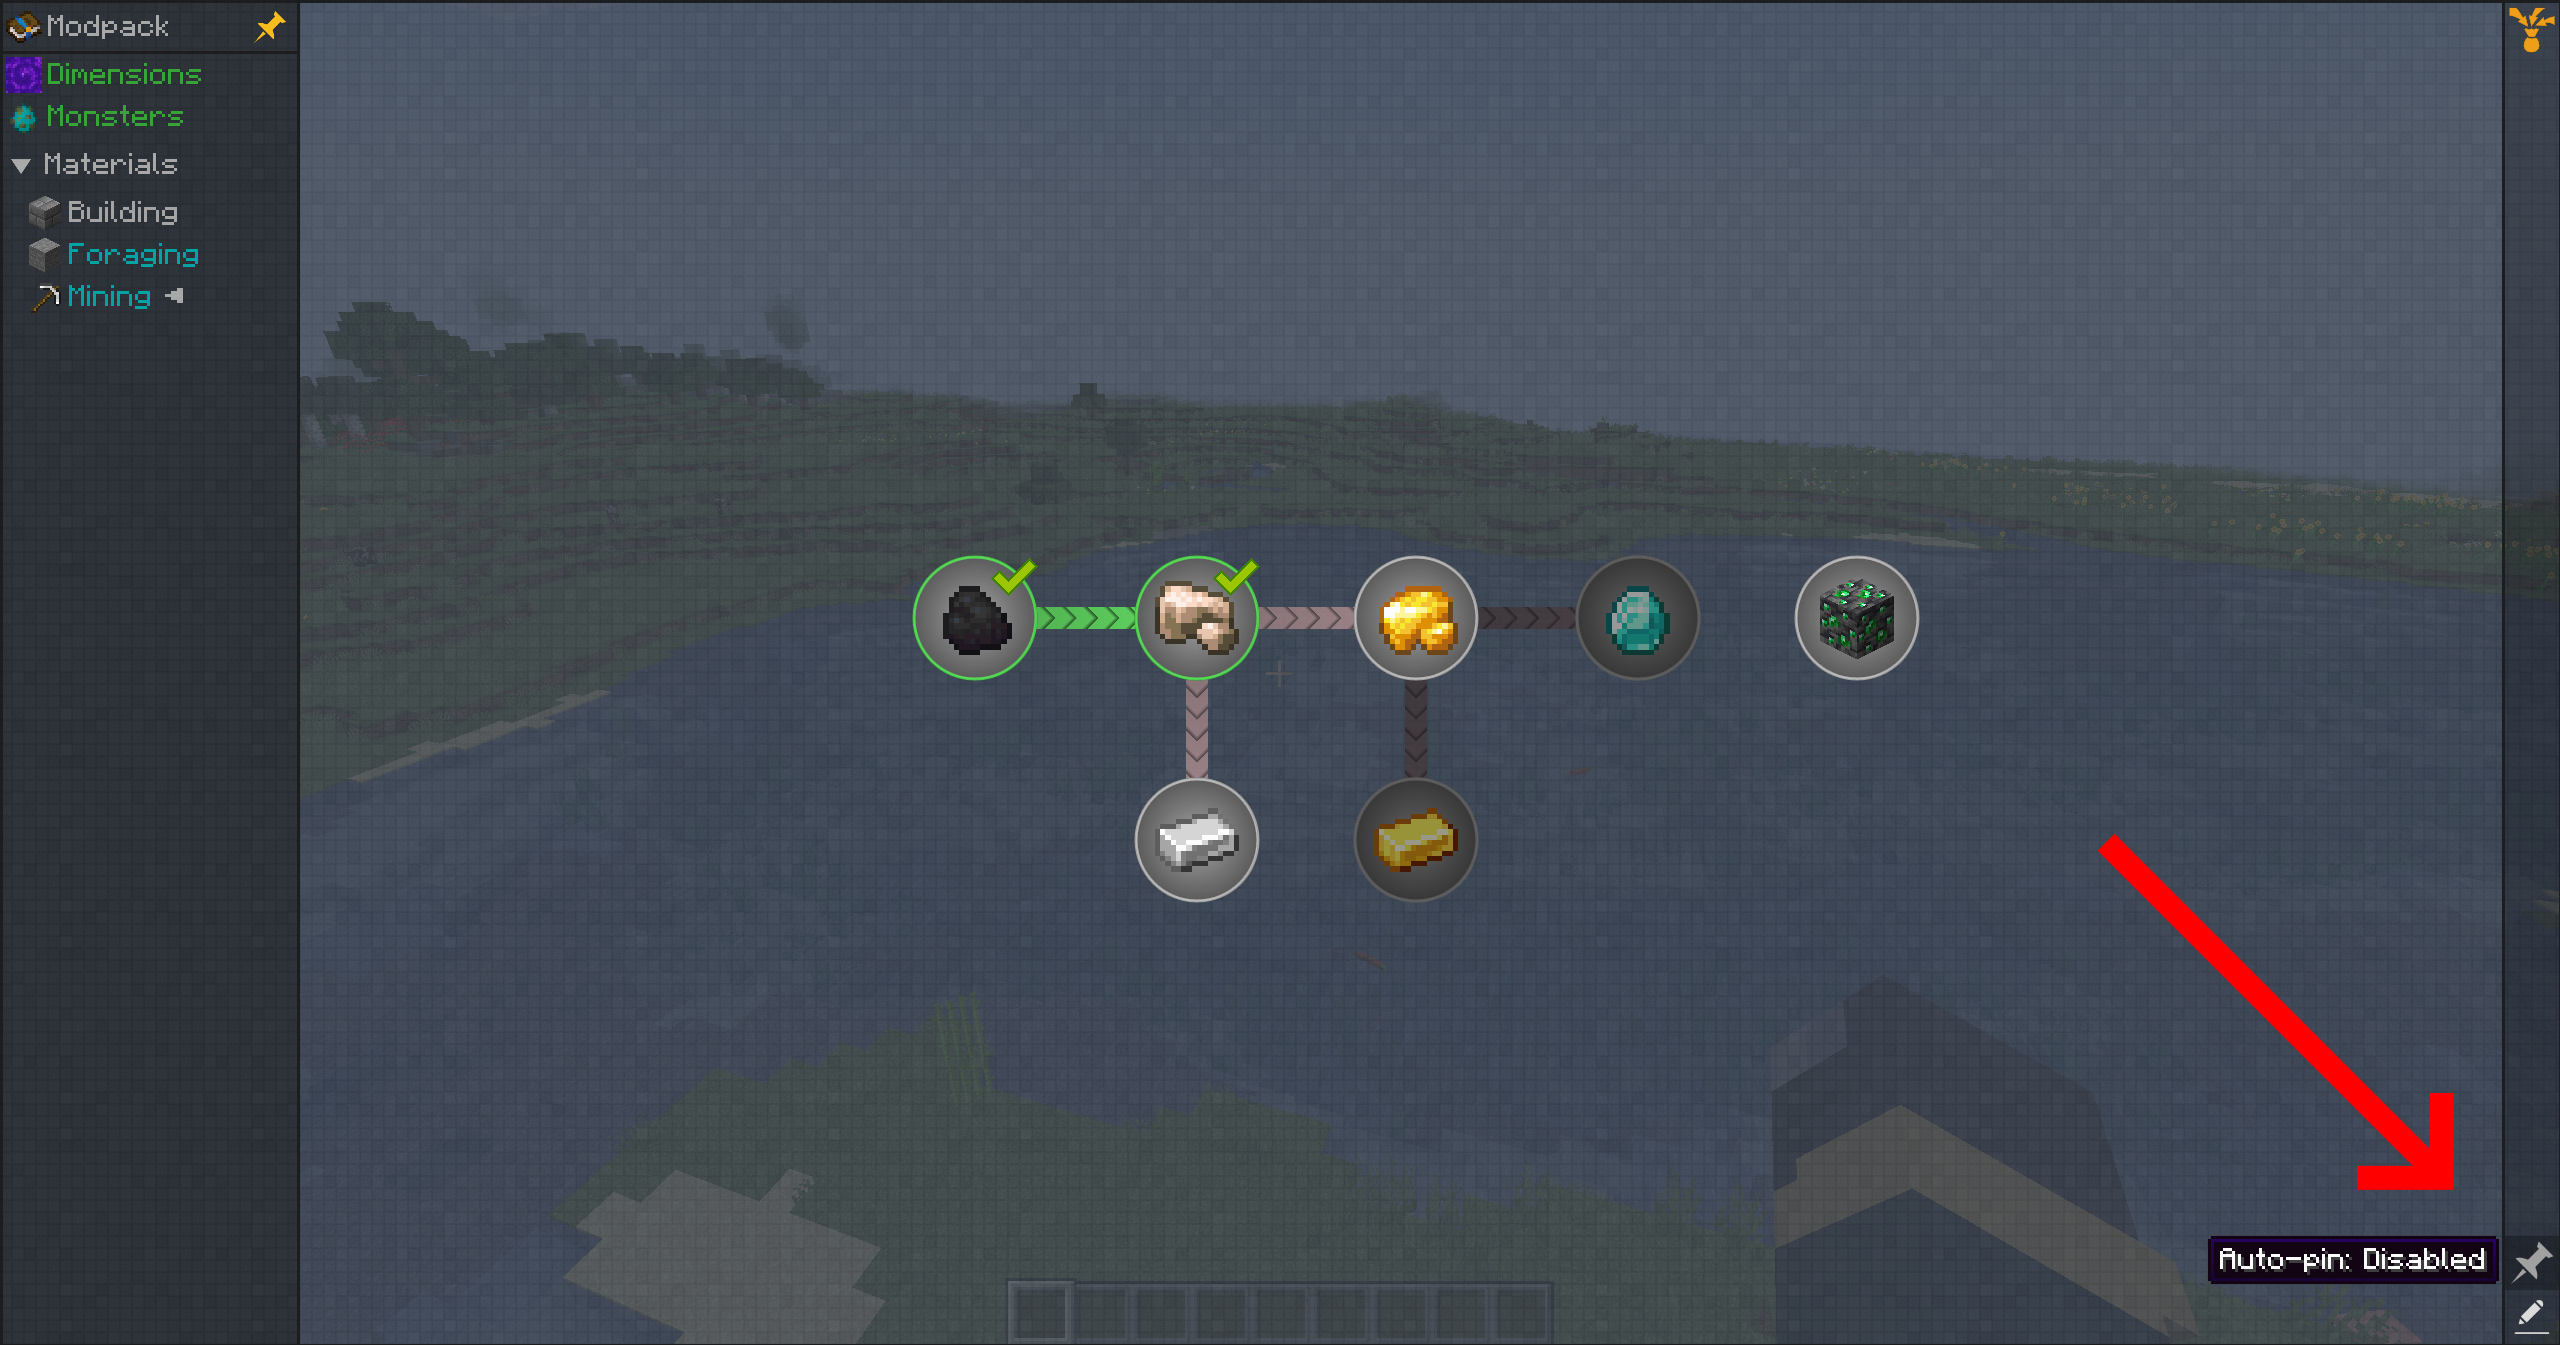 Modpack
Dimensions
Monsters
Materials
Building
Foraging
Mining
Auto-pin: Disabled